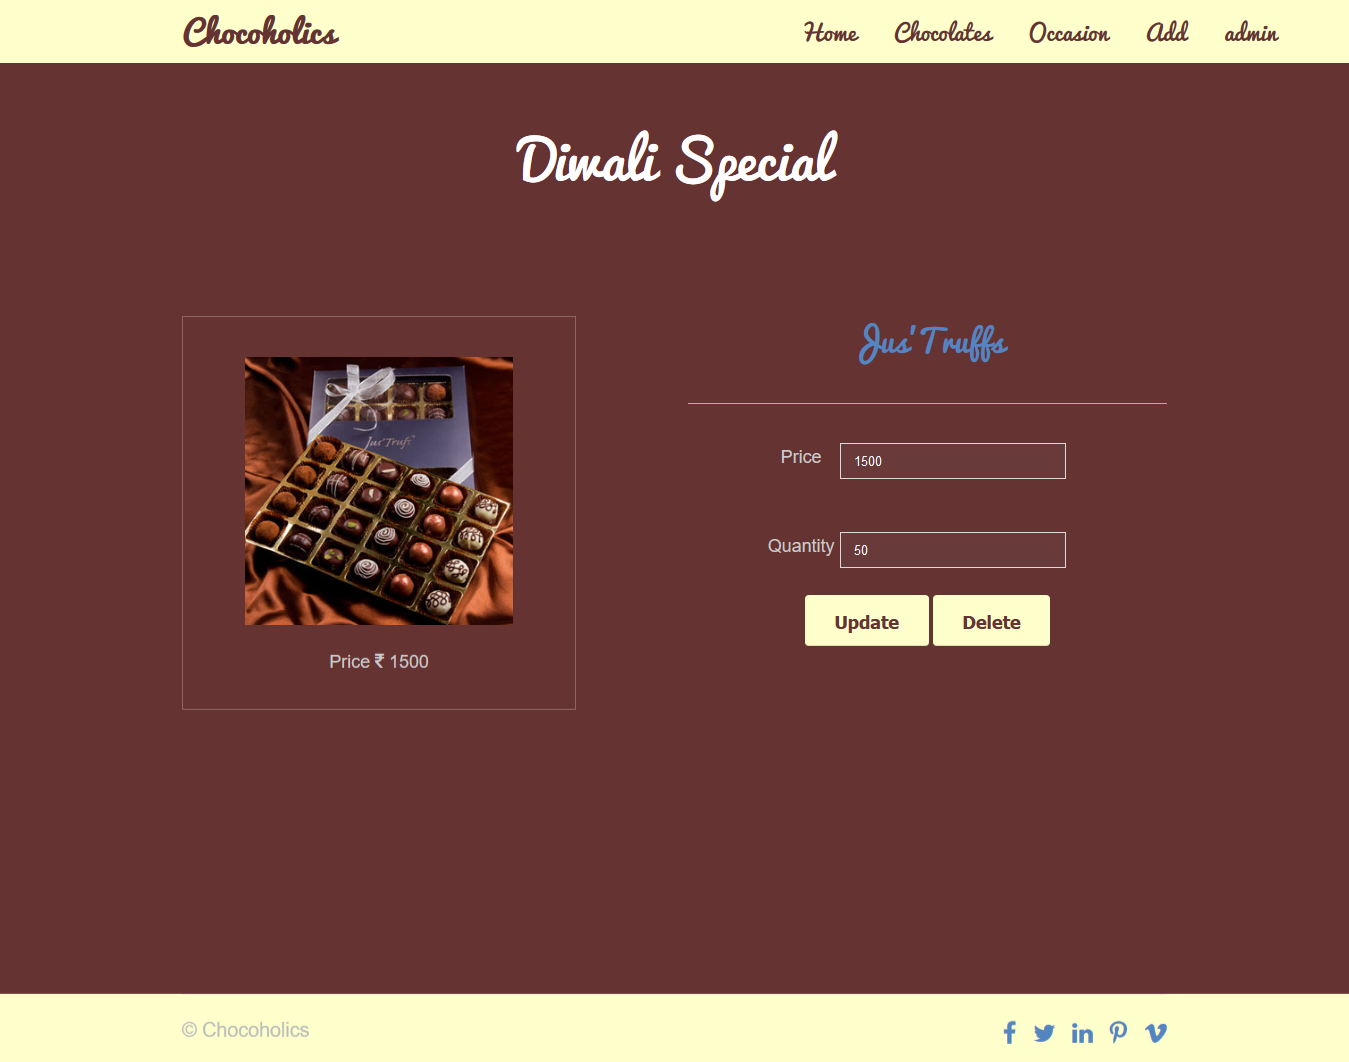 Chocoholics
Home Chocolates Occasion Add admin
Diwali Special
Jus'Trufs
Price ₹ 1500
Jus'Truffs
Price 1500
Quantity 50
Update Delete
© Chocoholics